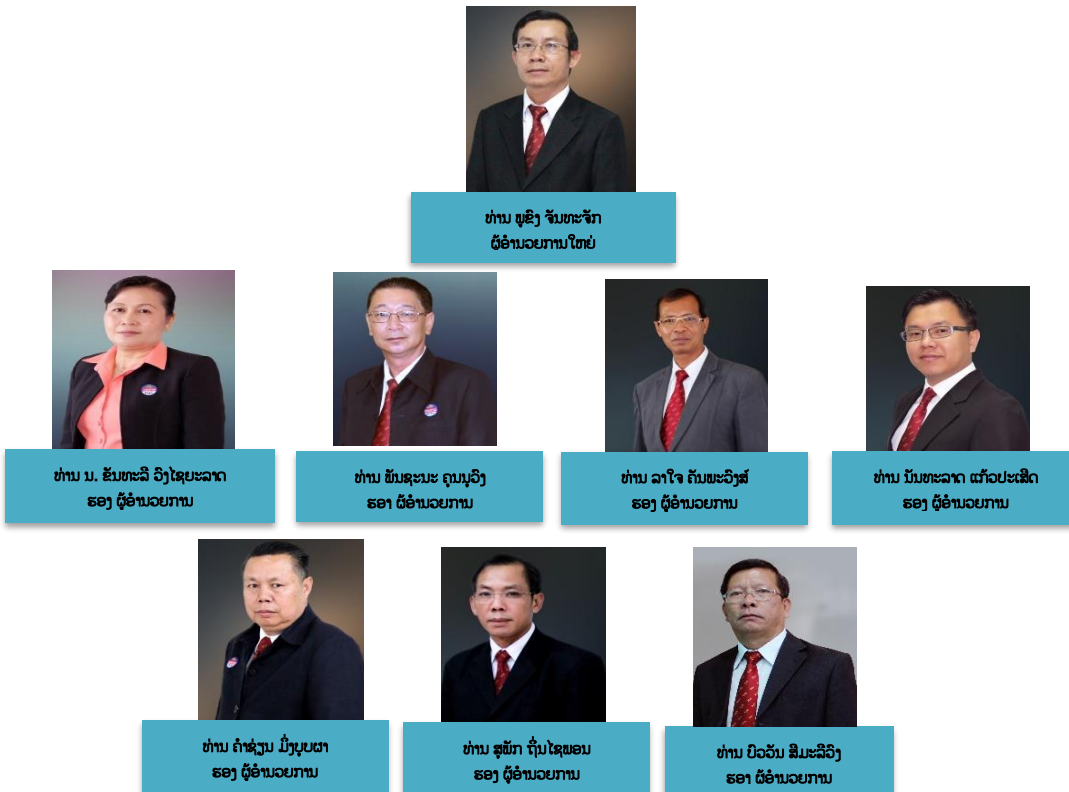 ທ່ານ ພູຂົງ ຈັນທະຈັກ
ຜູ້ອໍານວຍການໃຫຍ່
ທ່ານ ນ. ຂັນທະລີ ວົງໄຊຍະລາດ
ຮອງ ຜູ້ອໍານວຍການ
ທ່ານ ພັນຊະນະ ຄຸນນຸວົງ
ຮອງ ຜູ້ອໍານວຍການ
ທ່ານ ລາໃຈ ຄັນພະວົງສ໌
ຮອງ ຜູ້ອໍານວຍການ
ທ່ານ ນັນທະລາດ ແກ້ວປະເສີດ
ຮອງ ຜູ້ອໍານວຍການ
ທ່ານ ຄໍາຊ່ຽນ ມິ່ງບຸບຜາ
ຮອງ ຜູ້ອໍານວຍການ
ທ່ານ ສຸພັກ ຖິ່ນໄຊພອນ
ຮອງ ຜູ້ອໍານວຍການ
ທ່ານ ບົວວັນ ສີມະລີວົງ
ຮອງ ຜູ້ອໍານວຍການ